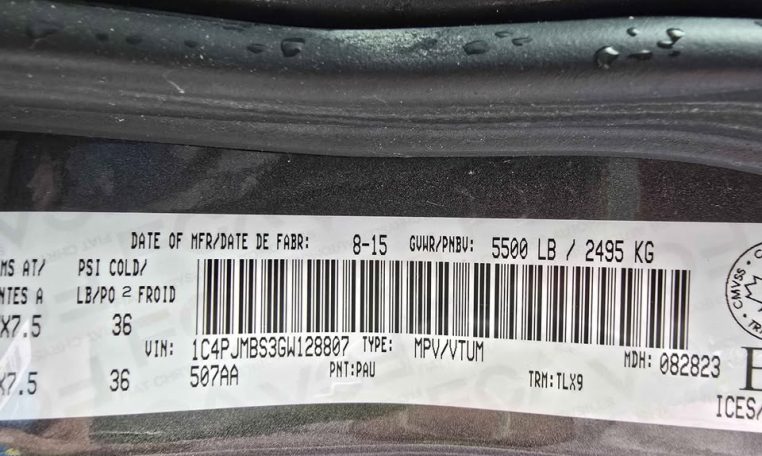 DATE OF MFR/DATE DE FABR: 8-15 GVWR/PNBV: 5500 LB / 2495 KG
MS AT/ PSI COLD/
NTES A LB/PO 2 FROID
X7.5 36
VIN: 1C4PJMBS3GW128807 TYPE: MPV/VTUM MDH: 082823
X7.5 36 507AA PNT:PAU TRM:TLX9
ICES/
CMVSS
TRANS